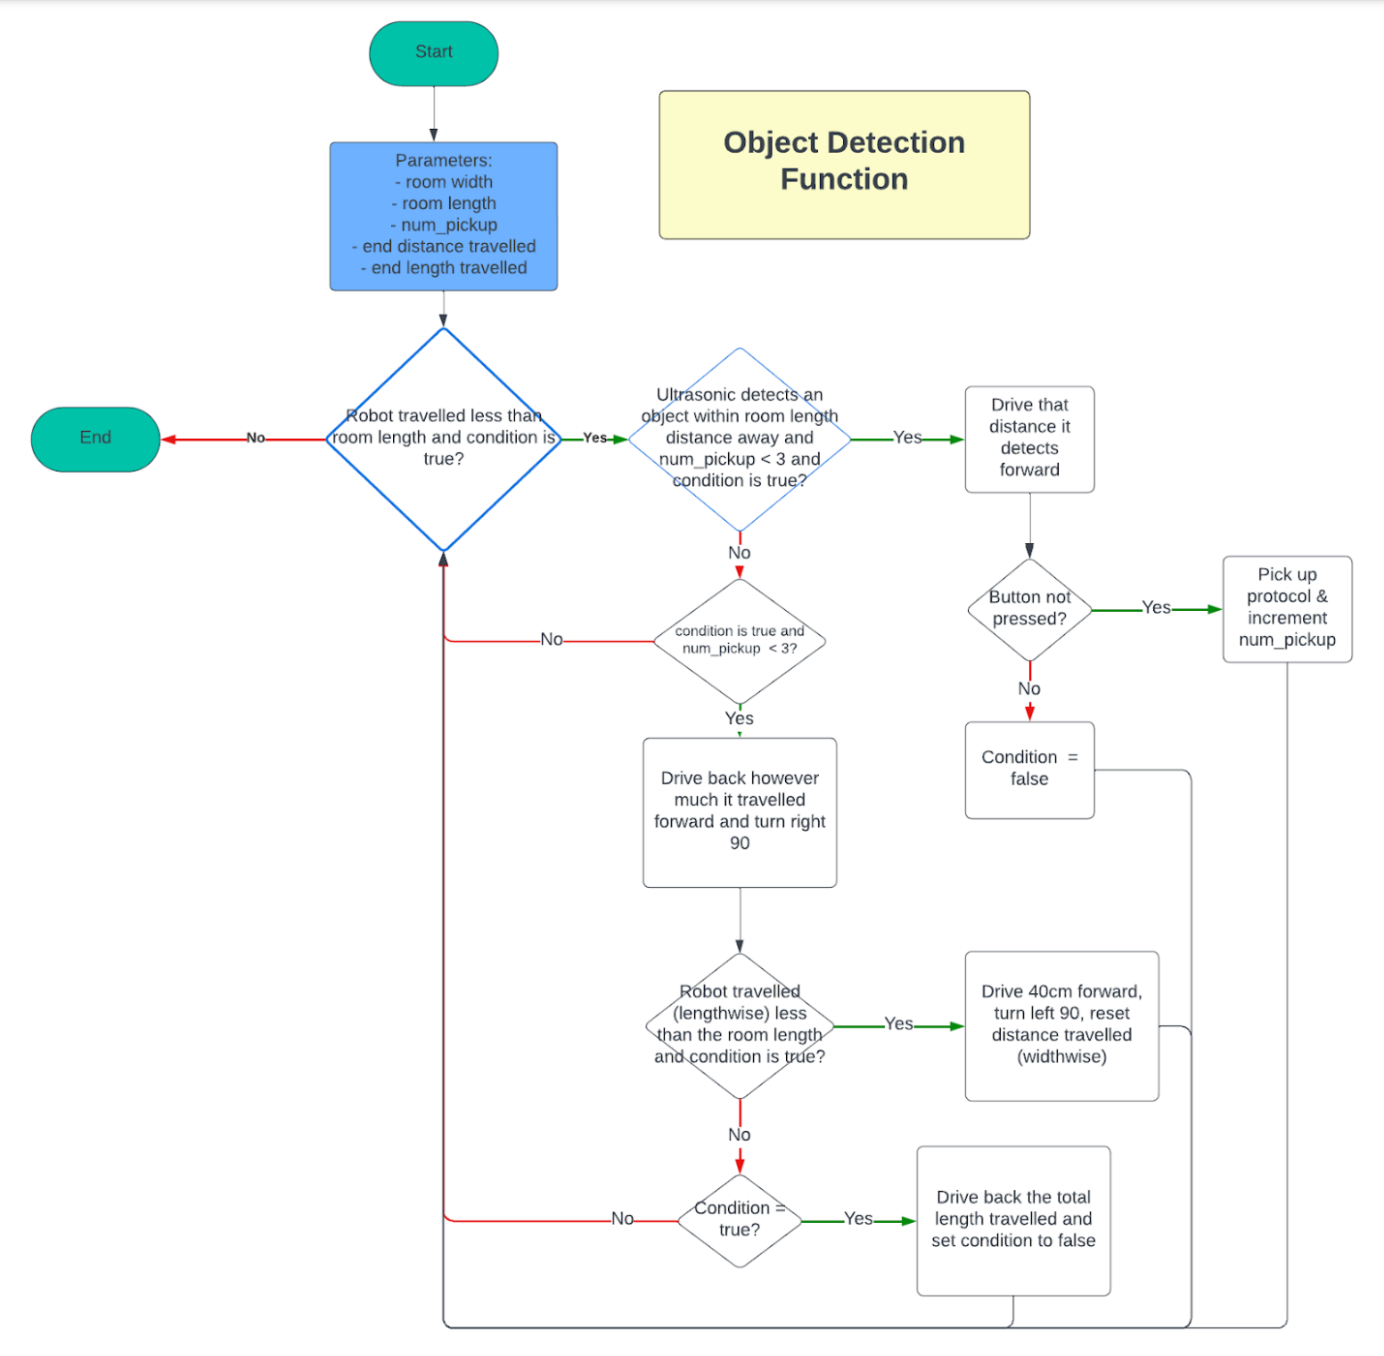 Start
Object Detection
Function
Parameters:
- room width
- room length
- num_pickup
- end distance travelled
- end length travelled
Robot travelled less than
room length and condition is
true?
No
End
Yes
Ultrasonic detects an
object within room length
distance away and
num_pickup < 3 and
condition is true?
Yes
Drive that
distance it
detects
forward
No
Button not
pressed?
Yes
Pick up
protocol &
increment
num_pickup
condition is true and
num_pickup < 3?
No
No
Yes
Condition =
false
Drive back however
much it travelled
forward and turn right
90
Robot travelled
(lengthwise) less
than the room length
and condition is true?
Yes
Drive 40cm forward,
turn left 90, reset
distance travelled
(widthwise)
No
Condition =
true?
No
Yes
Drive back the total
length travelled and
set condition to false